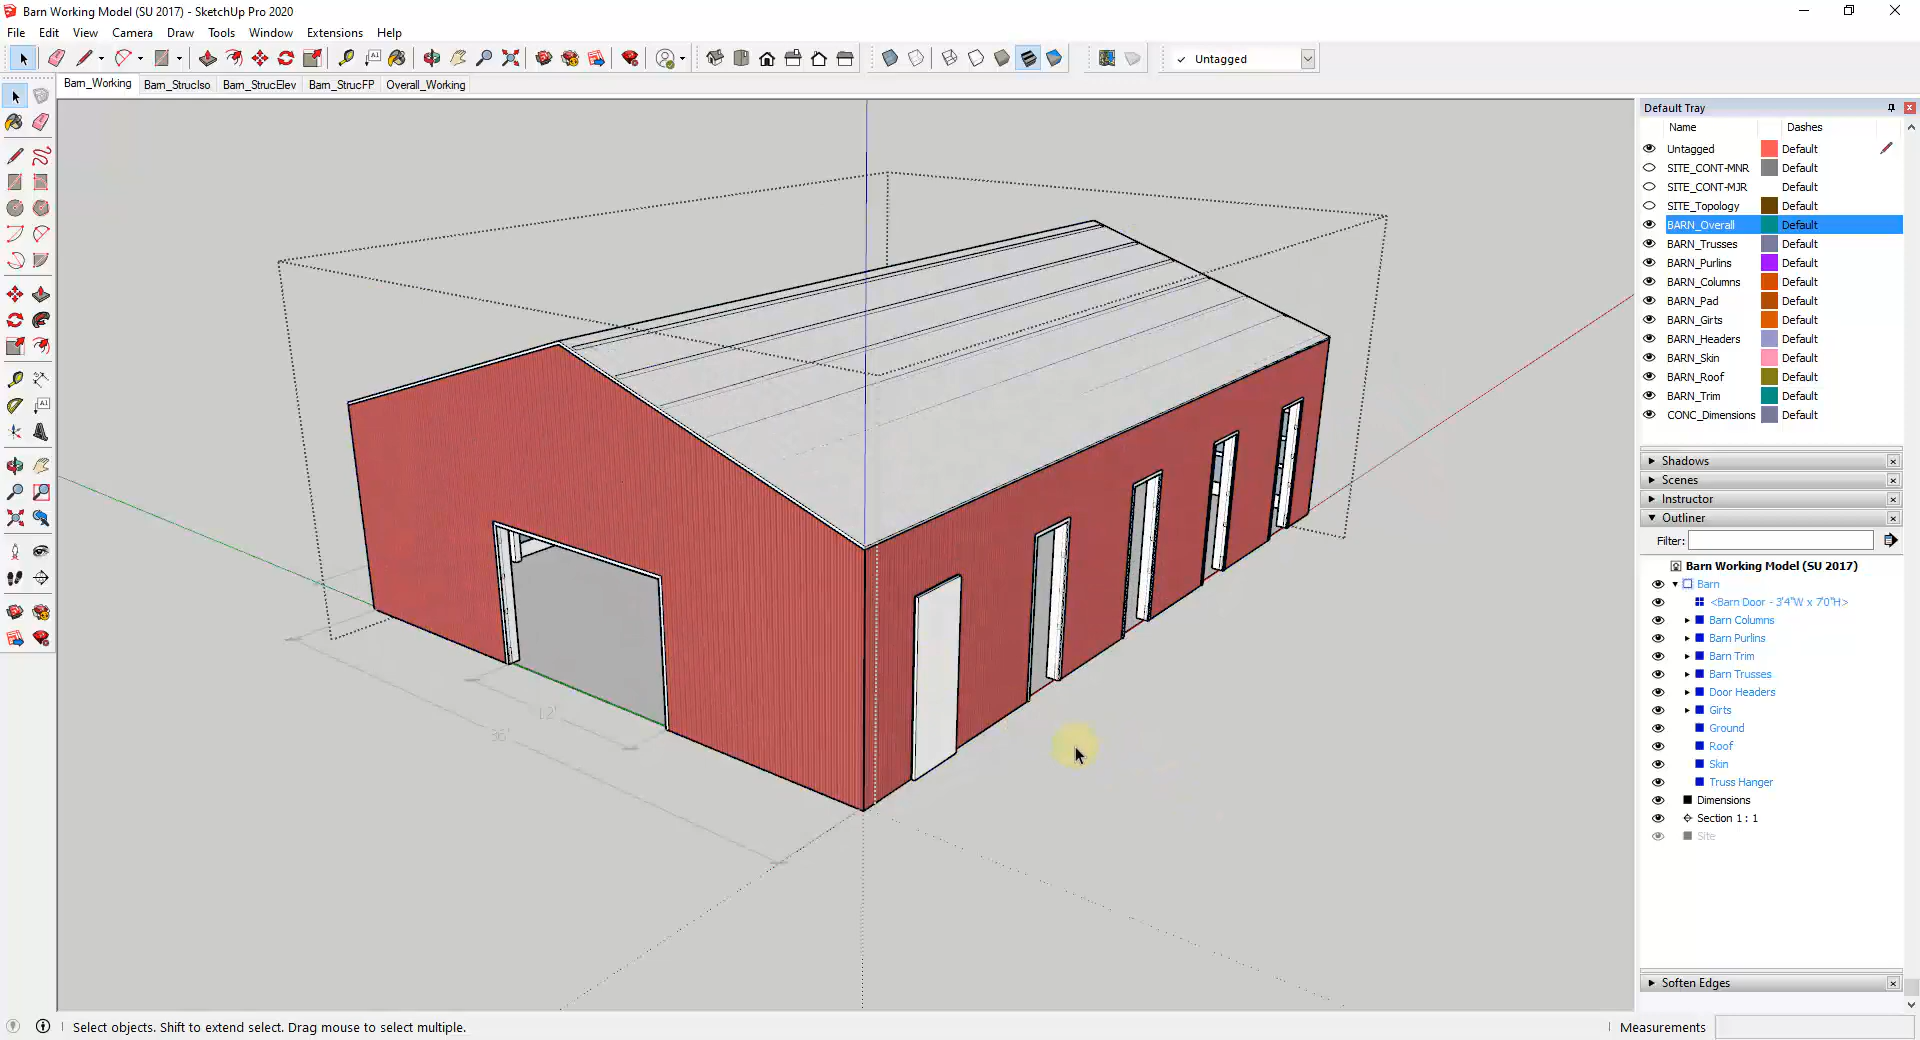 Barn Working Model (SU 2017) - SketchUp Pro 2020
File Edit View Camera Draw Tools Window Extensions Help
Untagged
Barn_Working Barn_StrucIso Barn_StrucElev Barn_StrucFP Overall_Working
Default Tray
Name Dashes
Untagged Default
SITE_CONT-MNR Default
SITE_CONT-MJR Default
SITE_Topology Default
BARN_Overall Default
BARN_Trusses Default
BARN_Purlins Default
BARN_Columns Default
BARN_Pad Default
BARN_Girts Default
BARN_Headers Default
BARN_Skin Default
BARN_Roof Default
BARN_Trim Default
CONC_Dimensions Default
Shadows
Scenes
Instructor
Outliner
Filter:
Barn Working Model (SU 2017)
Barn
<Barn Door - 3'4"W x 7'0"H>
Barn Columns
Barn Purlins
Barn Trim
Barn Trusses
Door Headers
Girts
Ground
Roof
Skin
Truss Hanger
Dimensions
Section 1 : 1
Site
12'
36'
Soften Edges
Select objects. Shift to extend select. Drag mouse to select multiple.
Measurements